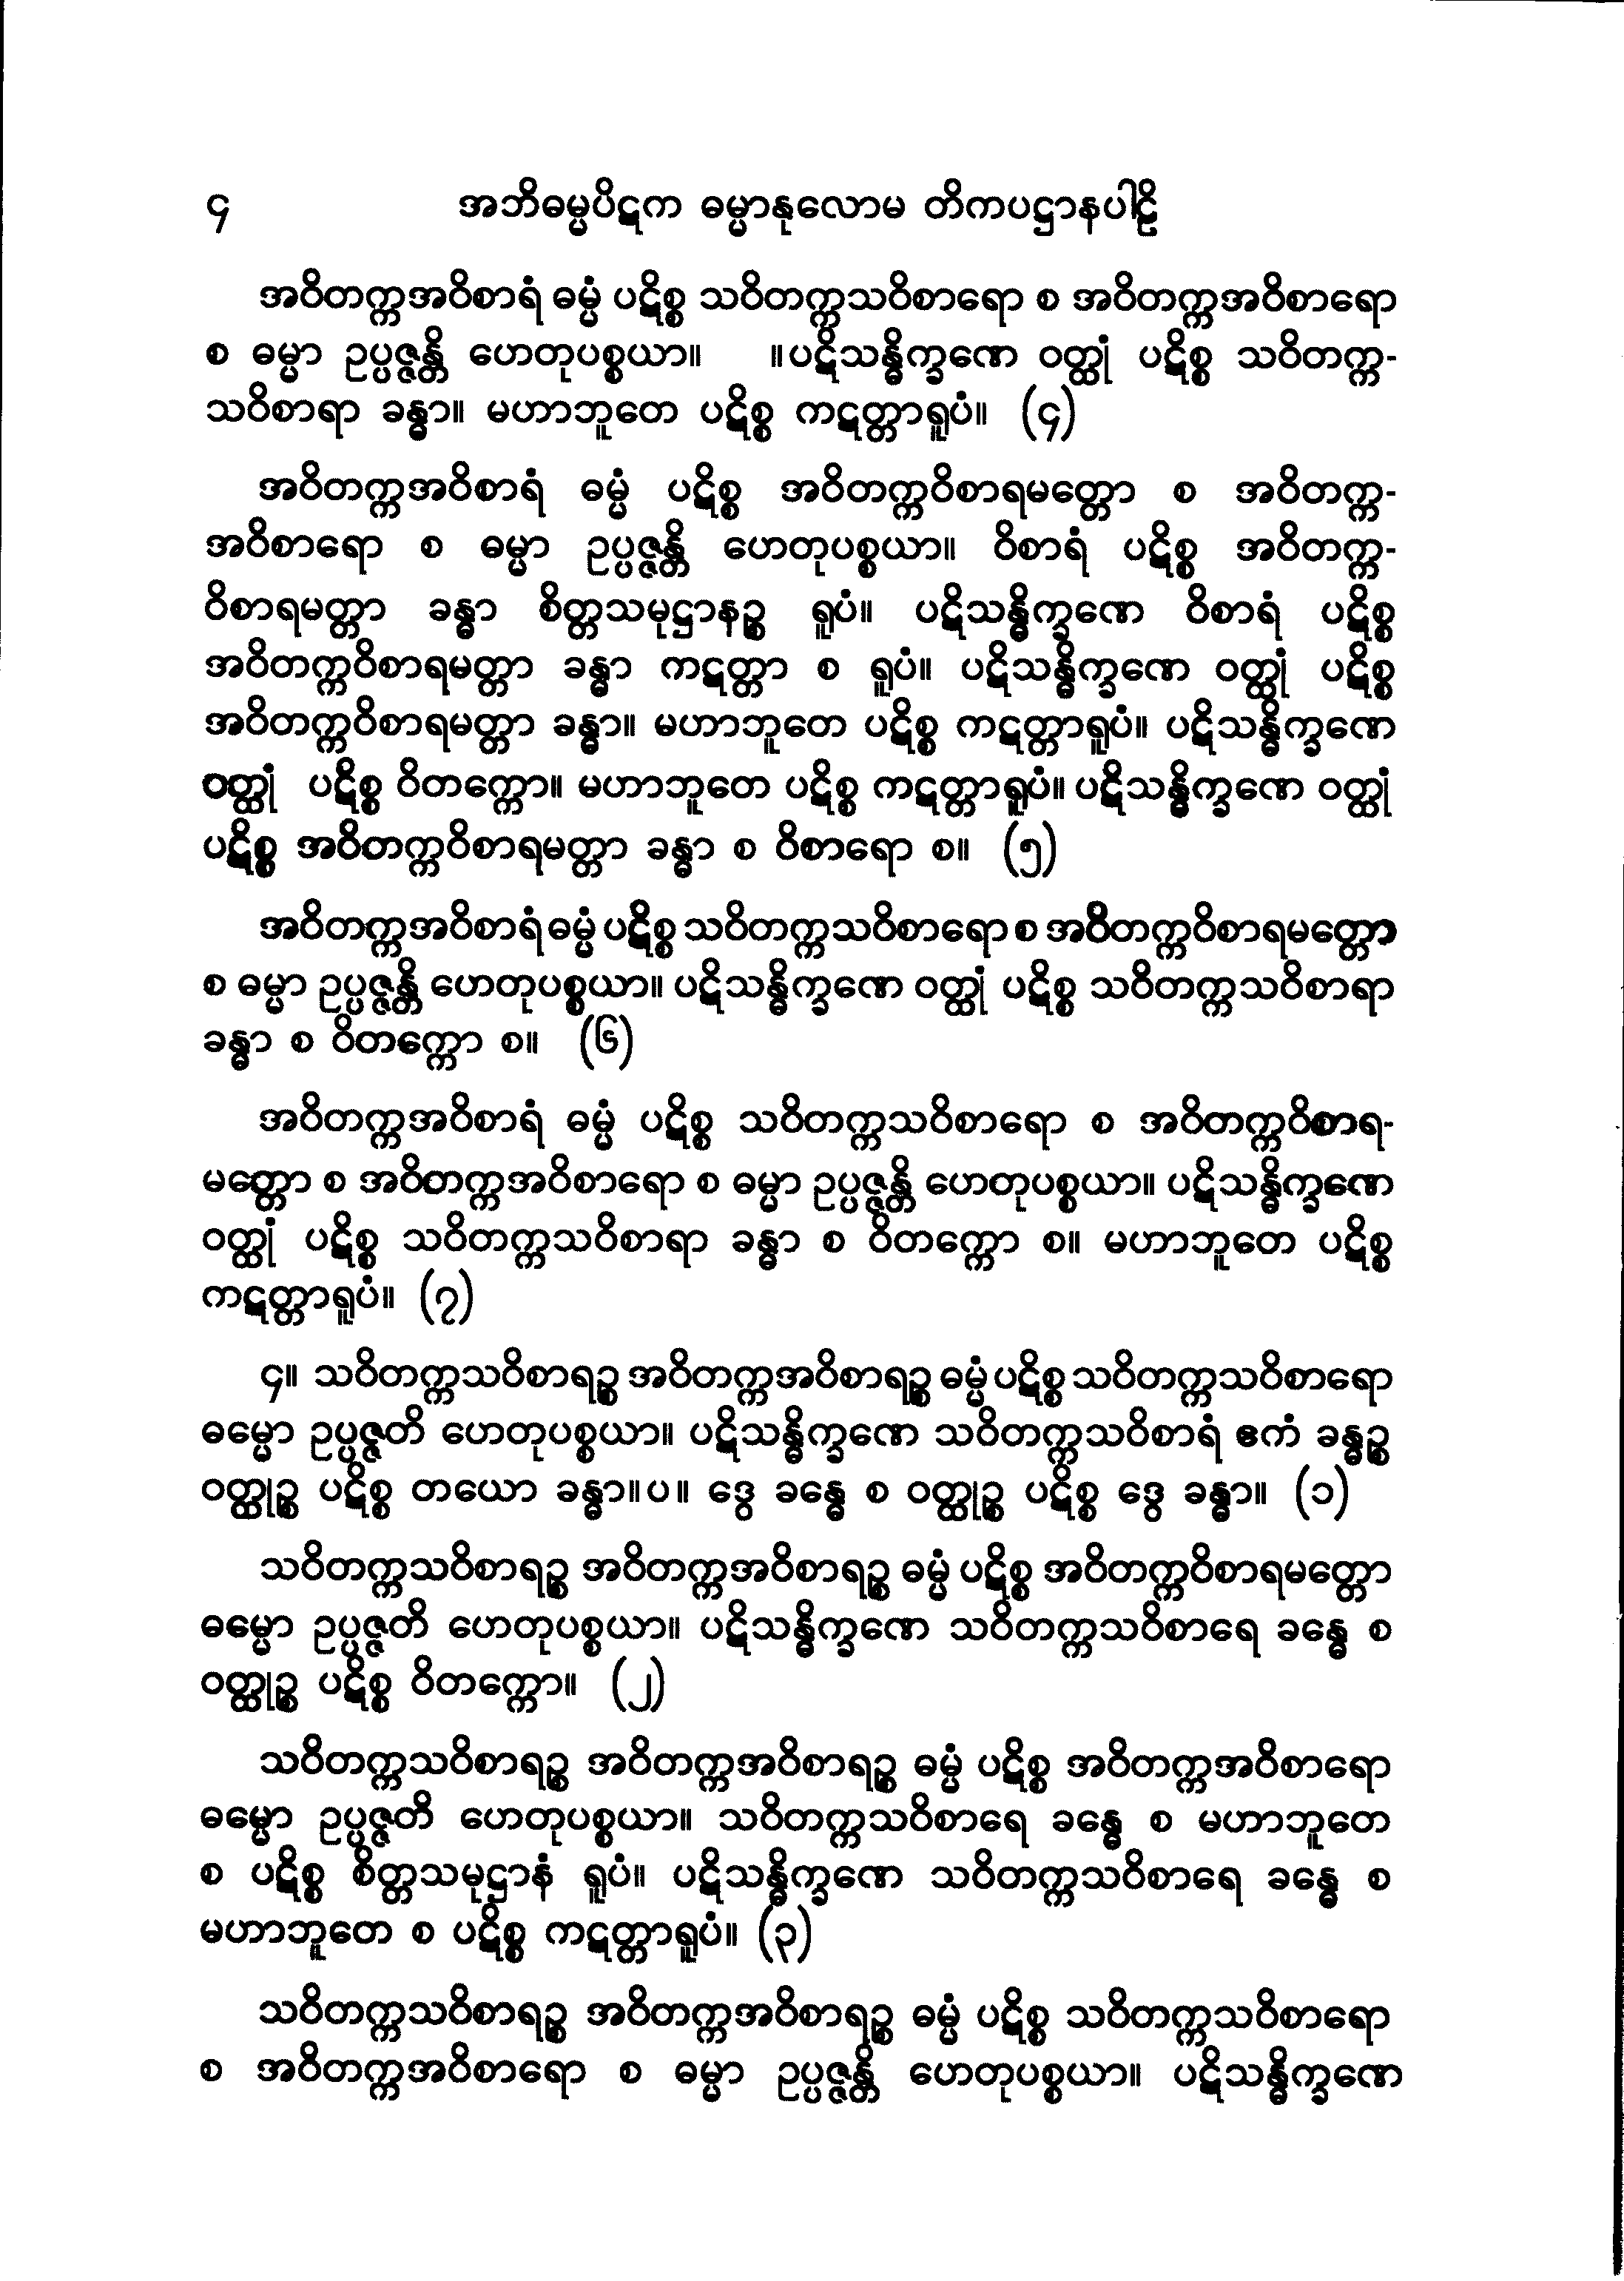 ၄ အဘိဓမ္မပိဋက ဓမ္မာနုလောမ တိကပဋ္ဌာနပါဠိ
အဝိတက္ကအဝိစာရံ ဓမ္မံ ပဋိစ္စ သဝိတက္ကသဝိစာရော စ အဝိတက္ကအဝိစာရော
စ ဓမ္မာ ဥပ္ပဇ္ဇန္တိ ဟေတုပစ္စယာ။ ။ပဋိသန္ဓိက္ခဏေ ဝတ္ထုံ ပဋိစ္စ သဝိတက္က-
သဝိစာရာ ခန္ဓာ။ မဟာဘူတေ ပဋိစ္စ ကဋတ္တာရူပံ။ (၄)
အဝိတက္ကအဝိစာရံ ဓမ္မံ ပဋိစ္စ အဝိတက္ကဝိစာရမတ္တော စ အဝိတက္က-
အဝိစာရော စ ဓမ္မာ ဥပ္ပဇ္ဇန္တိ ဟေတုပစ္စယာ။ ဝိစာရံ ပဋိစ္စ အဝိတက္က-
ဝိစာရမတ္တာ ခန္ဓာ စိတ္တသမုဋ္ဌာနဉ္စ ရူပံ။ ပဋိသန္ဓိက္ခဏေ ဝိစာရံ ပဋိစ္စ
အဝိတက္ကဝိစာရမတ္တာ ခန္ဓာ ကဋတ္တာ စ ရူပံ။ ပဋိသန္ဓိက္ခဏေ ဝတ္ထုံ ပဋိစ္စ
အဝိတက္ကဝိစာရမတ္တာ ခန္ဓာ။ မဟာဘူတေ ပဋိစ္စ ကဋတ္တာရူပံ။ ပဋိသန္ဓိက္ခဏေ
ဝတ္ထုံ ပဋိစ္စ ဝိတက္ကော။ မဟာဘူတေ ပဋိစ္စ ကဋတ္တာရူပံ။ ပဋိသန္ဓိက္ခဏေ ဝတ္ထုံ
ပဋိစ္စ အဝိတက္ကဝိစာရမတ္တာ ခန္ဓာ စ ဝိစာရော စ။ (၅)
အဝိတက္ကအဝိစာရံ ဓမ္မံ ပဋိစ္စ သဝိတက္ကသဝိစာရော စ အဝိတက္ကဝိစာရမတ္တော
စ ဓမ္မာ ဥပ္ပဇ္ဇန္တိ ဟေတုပစ္စယာ။ ပဋိသန္ဓိက္ခဏေ ဝတ္ထုံ ပဋိစ္စ သဝိတက္ကသဝိစာရာ
ခန္ဓာ စ ဝိတက္ကော စ။ (၆)
အဝိတက္ကအဝိစာရံ ဓမ္မံ ပဋိစ္စ သဝိတက္ကသဝိစာရော စ အဝိတက္ကဝိစာရ-
မတ္တော စ အဝိတက္ကအဝိစာရော စ ဓမ္မာ ဥပ္ပဇ္ဇန္တိ ဟေတုပစ္စယာ။ ပဋိသန္ဓိက္ခဏေ
ဝတ္ထုံ ပဋိစ္စ သဝိတက္ကသဝိစာရာ ခန္ဓာ စ ဝိတက္ကော စ။ မဟာဘူတေ ပဋိစ္စ
ကဋတ္တာရူပံ။ (၇)
၄။ သဝိတက္ကသဝိစာရဉ္စ အဝိတက္ကအဝိစာရဉ္စ ဓမ္မံ ပဋိစ္စ သဝိတက္ကသဝိစာရော
ဓမ္မော ဥပ္ပဇ္ဇတိ ဟေတုပစ္စယာ။ ပဋိသန္ဓိက္ခဏေ သဝိတက္ကသဝိစာရံ ဧကံ ခန္ဓဉ္စ
ဝတ္ထုဉ္စ ပဋိစ္စ တယော ခန္ဓာ။ပ။ ဒွေ ခန္ဓေ စ ဝတ္ထုဉ္စ ပဋိစ္စ ဒွေ ခန္ဓာ။ (၁)
သဝိတက္ကသဝိစာရဉ္စ အဝိတက္ကအဝိစာရဉ္စ ဓမ္မံ ပဋိစ္စ အဝိတက္ကဝိစာရမတ္တော
ဓမ္မော ဥပ္ပဇ္ဇတိ ဟေတုပစ္စယာ။ ပဋိသန္ဓိက္ခဏေ သဝိတက္ကသဝိစာရေ ခန္ဓေ စ
ဝတ္ထုဉ္စ ပဋိစ္စ ဝိတက္ကော။ (၂)
သဝိတက္ကသဝိစာရဉ္စ အဝိတက္ကအဝိစာရဉ္စ ဓမ္မံ ပဋိစ္စ အဝိတက္ကအဝိစာရော
ဓမ္မော ဥပ္ပဇ္ဇတိ ဟေတုပစ္စယာ။ သဝိတက္ကသဝိစာရေ ခန္ဓေ စ မဟာဘူတေ
စ ပဋိစ္စ စိတ္တသမုဋ္ဌာနံ ရူပံ။ ပဋိသန္ဓိက္ခဏေ သဝိတက္ကသဝိစာရေ ခန္ဓေ စ
မဟာဘူတေ စ ပဋိစ္စ ကဋတ္တာရူပံ။ (၃)
သဝိတက္ကသဝိစာရဉ္စ အဝိတက္ကအဝိစာရဉ္စ ဓမ္မံ ပဋိစ္စ သဝိတက္ကသဝိစာရော
စ အဝိတက္ကအဝိစာရော စ ဓမ္မာ ဥပ္ပဇ္ဇန္တိ ဟေတုပစ္စယာ။ ပဋိသန္ဓိက္ခဏေ